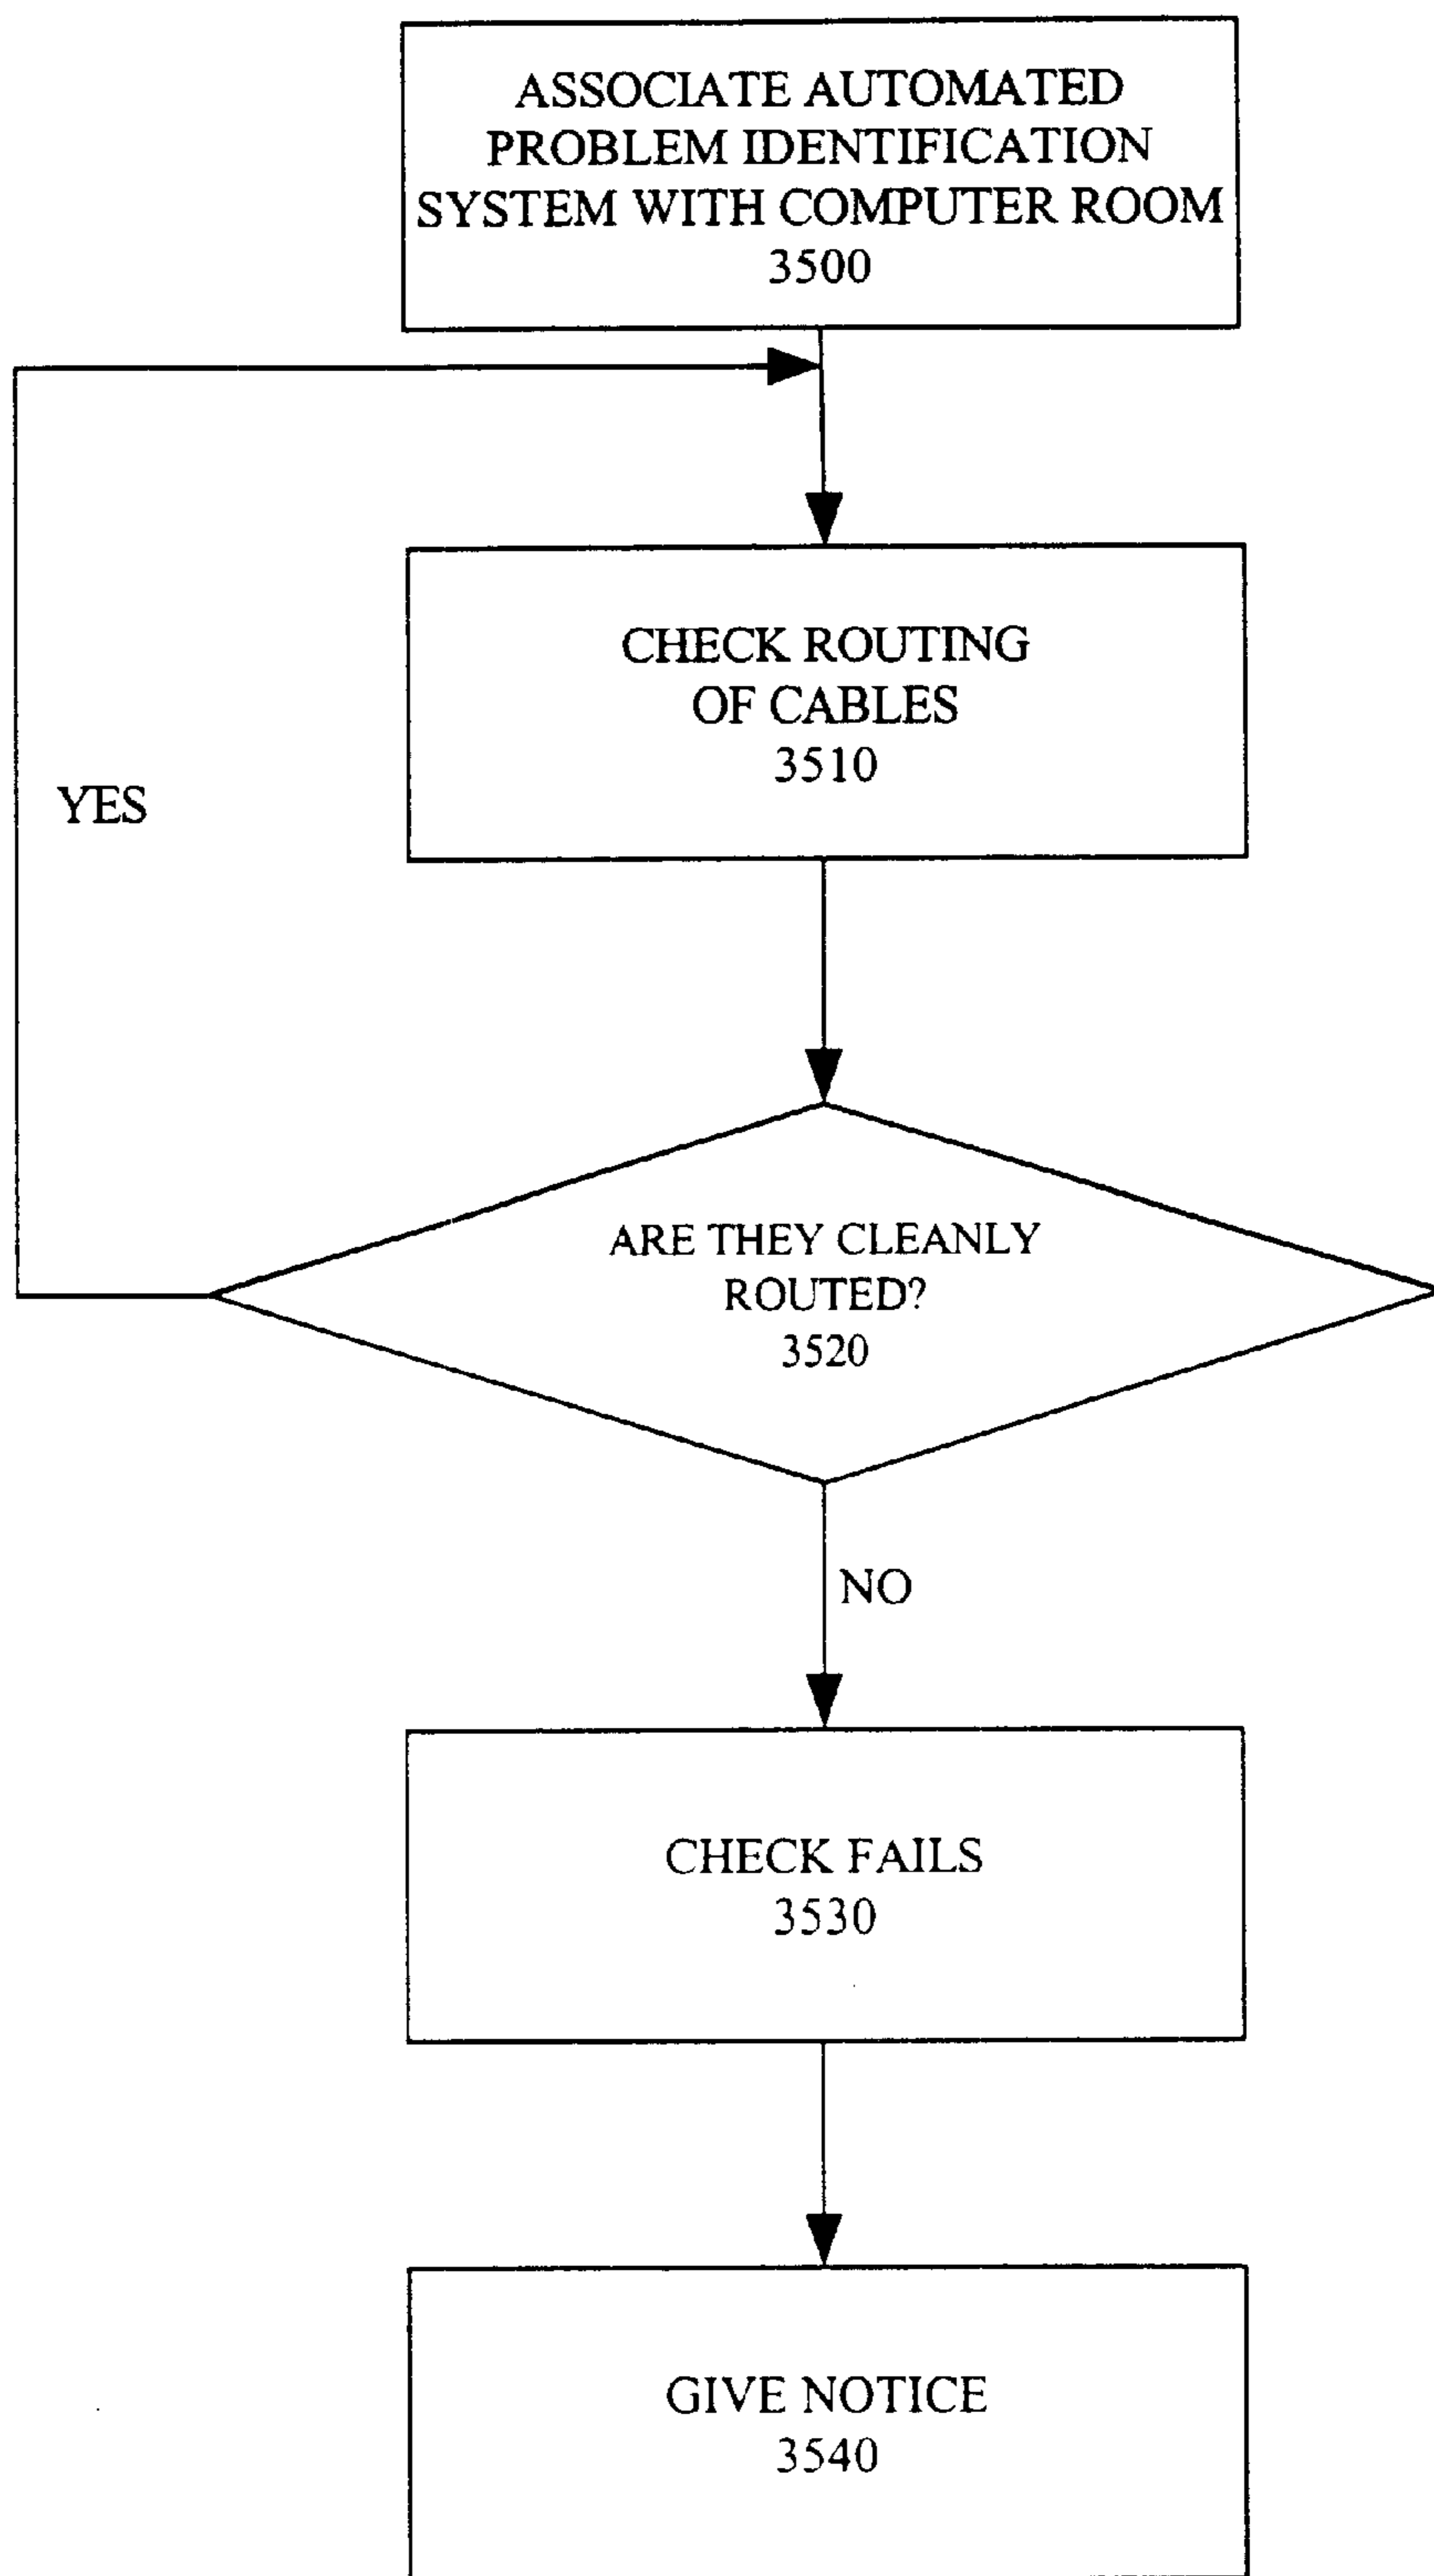 ASSOCIATE AUTOMATED
PROBLEM IDENTIFICATION
SYSTEM WITH COMPUTER ROOM
3500
CHECK ROUTING
OF CABLES
3510
YES
ARE THEY CLEANLY
ROUTED?
3520
NO
CHECK FAILS
3530
GIVE NOTICE
3540